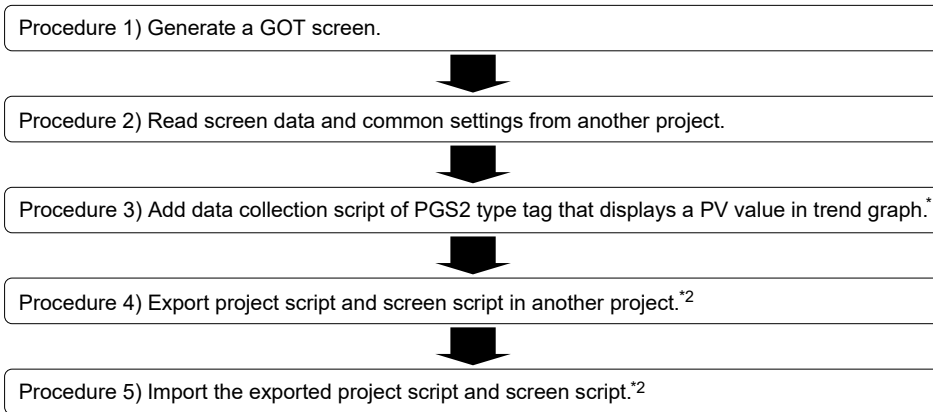 Procedure 1) Generate a GOT screen.
Procedure 2) Read screen data and common settings from another project.
Procedure 3) Add data collection script of PGS2 type tag that displays a PV value in trend graph.*
Procedure 4) Export project script and screen script in another project.*2
Procedure 5) Import the exported project script and screen script.*2